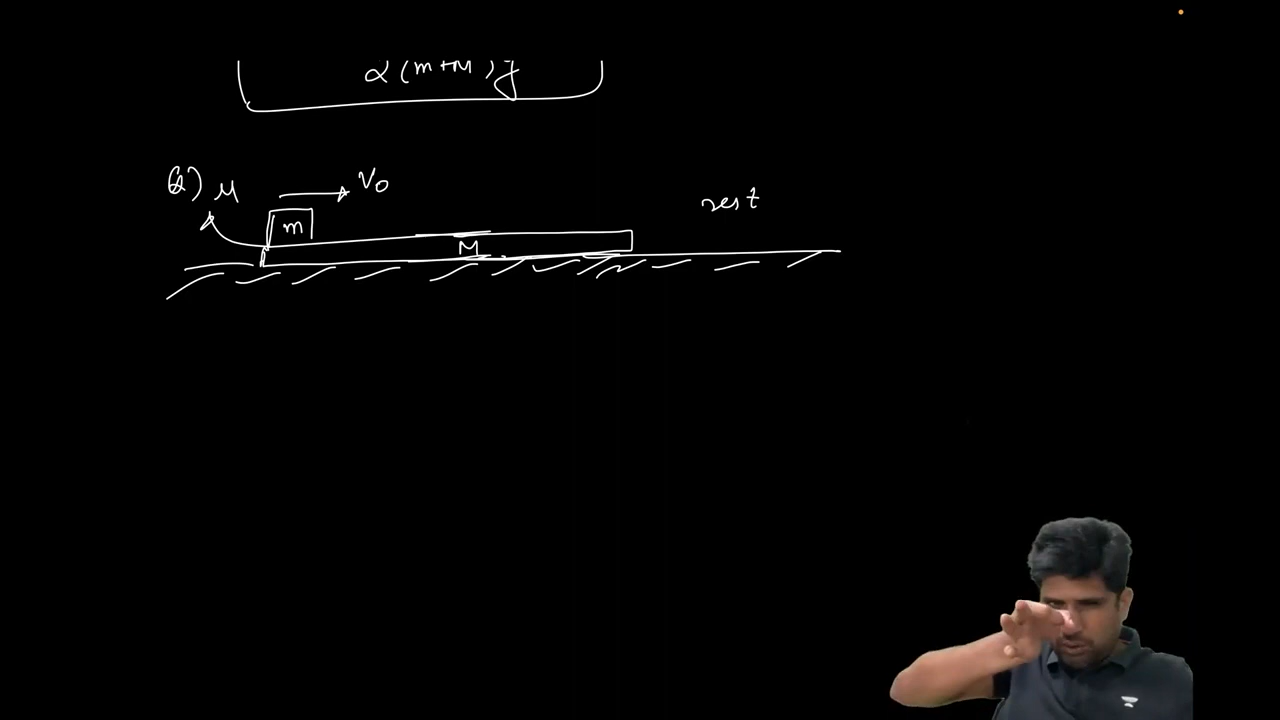 α (m+M) g
Q) μ
V₀
m
rest
M